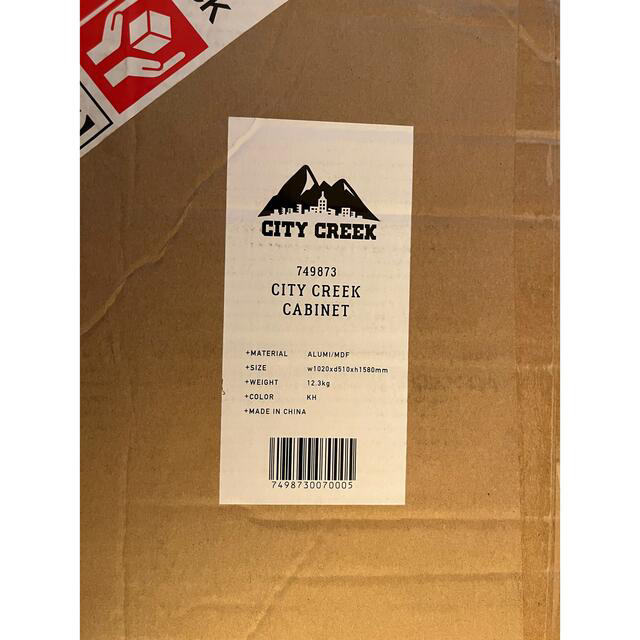 CITY CREEK
749873
CITY CREEK
CABINET
+MATERIAL ALUMI/MDF
+SIZE w1020xd510xh1580mm
+WEIGHT 12.3kg
+COLOR KH
+MADE IN CHINA
7498730070005